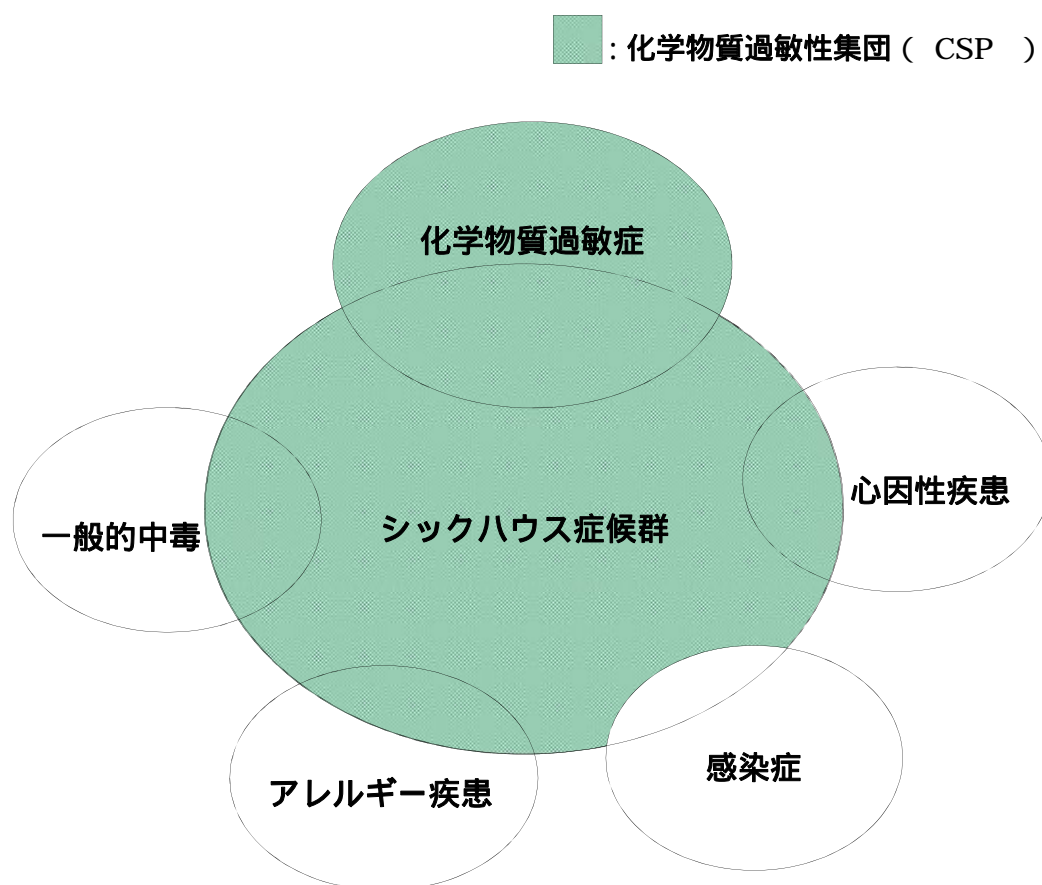 :化学物質過敏性集団( CSP )
化学物質過敏症
心因性疾患
シックハウス症候群
一般的中毒
感染症
アレルギー疾患